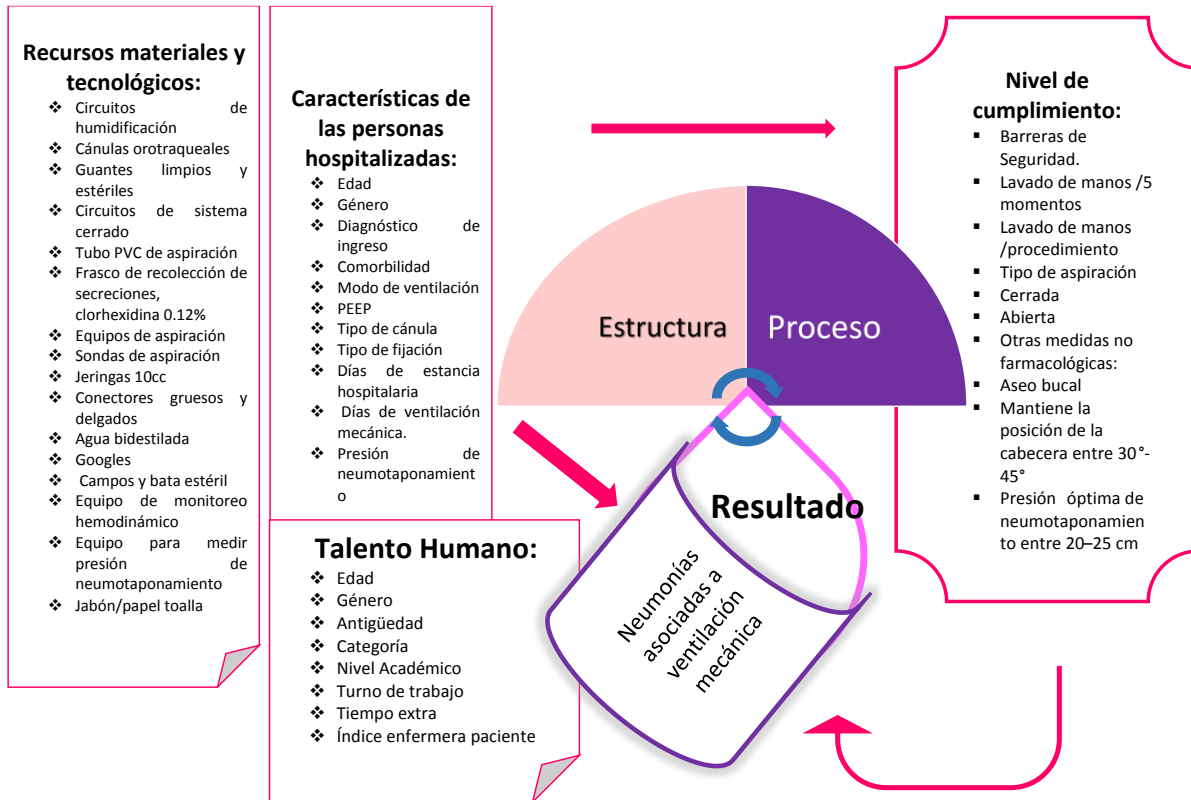 Recursos materiales y
tecnológicos:
❖ Circuitos de
humidificación
❖ Cánulas orotraqueales
❖ Guantes limpios y
estériles
❖ Circuitos de sistema
cerrado
❖ Tubo PVC de aspiración
❖ Frasco de recolección de
secreciones,
clorhexidina 0.12%
❖ Equipos de aspiración
❖ Sondas de aspiración
❖ Jeringas 10cc
❖ Conectores gruesos y
delgados
❖ Agua bidestilada
❖ Googles
❖ Campos y bata estéril
❖ Equipo de monitoreo
hemodinámico
❖ Equipo para medir
presión de
neumotaponamiento
❖ Jabón/papel toalla
Características de
las personas
hospitalizadas:
❖ Edad
❖ Género
❖ Diagnóstico de
ingreso
❖ Comorbilidad
❖ Modo de ventilación
❖ PEEP
❖ Tipo de cánula
❖ Tipo de fijación
❖ Días de estancia
hospitalaria
❖ Días de ventilación
mecánica.
❖ Presión de
neumotaponamient
o
Talento Humano:
❖ Edad
❖ Género
❖ Antigüedad
❖ Categoría
❖ Nivel Académico
❖ Turno de trabajo
❖ Tiempo extra
❖ Índice enfermera paciente
Estructura
Proceso
Resultado
Neumonías
asociadas a
ventilación
mecánica
Nivel de
cumplimiento:
▪ Barreras de
Seguridad.
▪ Lavado de manos /5
momentos
▪ Lavado de manos
/procedimiento
▪ Tipo de aspiración
▪ Cerrada
▪ Abierta
▪ Otras medidas no
farmacológicas:
▪ Aseo bucal
▪ Mantiene la
posición de la
cabecera entre 30°-
45°
▪ Presión óptima de
neumotaponamien
to entre 20–25 cm